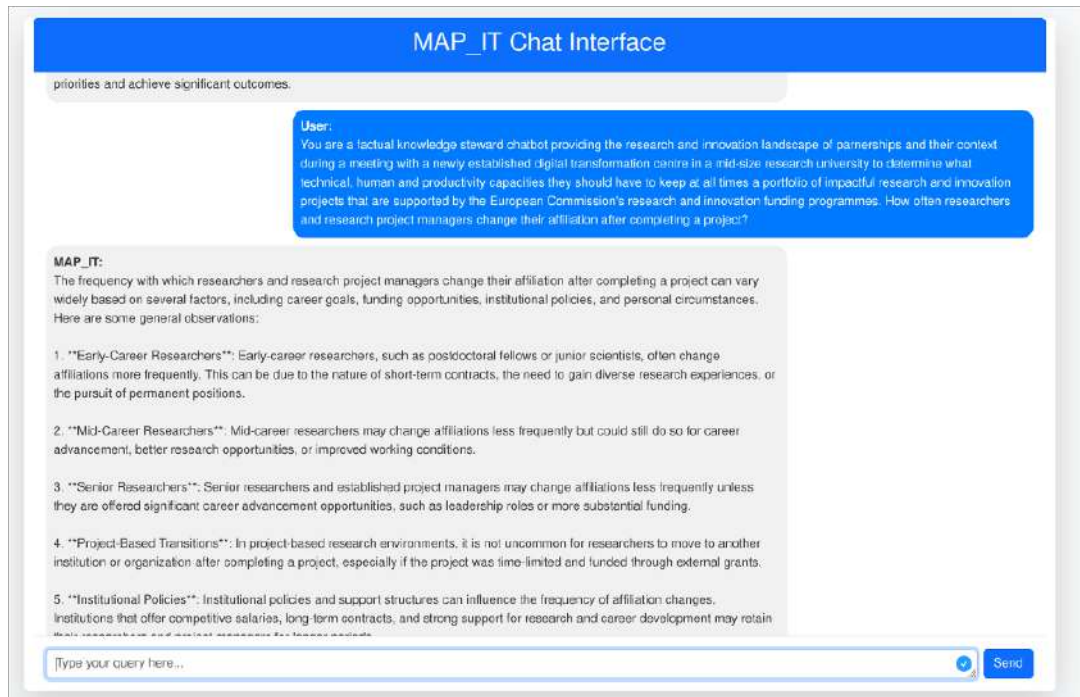 MAP_IT Chat Interface
priorities and achieve significant outcomes.
User:
You are a factual knowledge steward chatbot providing the research and innovation landscape of parnerships and their context
during a meeting with a newly established digital transformation centre in a mid-size research university to determine what
technical, human and productivity capacities they should have to keep at all times a portfolio of impactful research and innovation
projects that are supported by the European Commission's research and innovation funding programmes. How often researchers
and research project managers change their affiliation after completing a project?
MAP_IT:
The frequency with which researchers and research project managers change their affiliation after completing a project can vary
widely based on several factors, including career goals, funding opportunities, institutional policies, and personal circumstances.
Here are some general observations:
1. **Early-Career Researchers**: Early-career researchers, such as postdoctoral fellows or junior scientists, often change
affiliations more frequently. This can be due to the nature of short-term contracts, the need to gain diverse research experiences, or
the pursuit of permanent positions.
2. **Mid-Career Researchers**: Mid-career researchers may change affiliations less frequently but could still do so for career
advancement, better research opportunities, or improved working conditions.
3. **Senior Researchers**: Senior researchers and established project managers may change affiliations less frequently unless
they are offered significant career advancement opportunities, such as leadership roles or more substantial funding.
4. **Project-Based Transitions**: In project-based research environments, it is not uncommon for researchers to move to another
institution or organization after completing a project, especially if the project was time-limited and funded through external grants.
5. **Institutional Policies**: Institutional policies and support structures can influence the frequency of affiliation changes.
Institutions that offer competitive salaries, long-term contracts, and strong support for research and career development may retain
their researchers and project managers for longer periods.
Type your query here...
Send